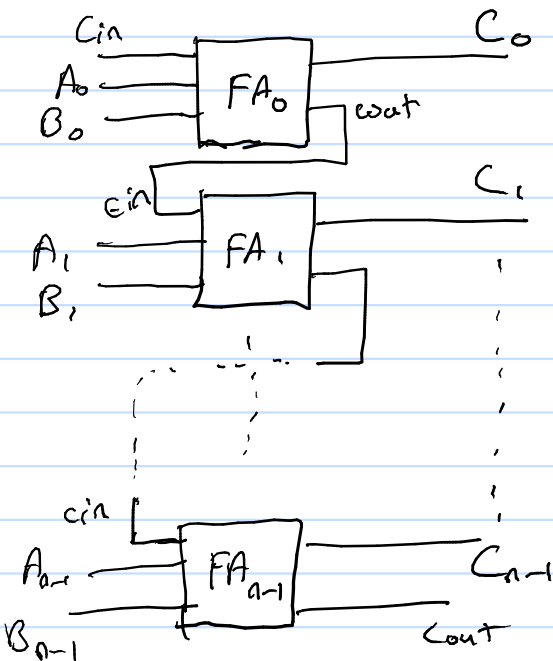 Cin
C0
A0
FA0
B0
cout
Cin
C1
A1
FA1
B1
cin
An-1
FAn-1
Cn-1
Bn-1
Cout